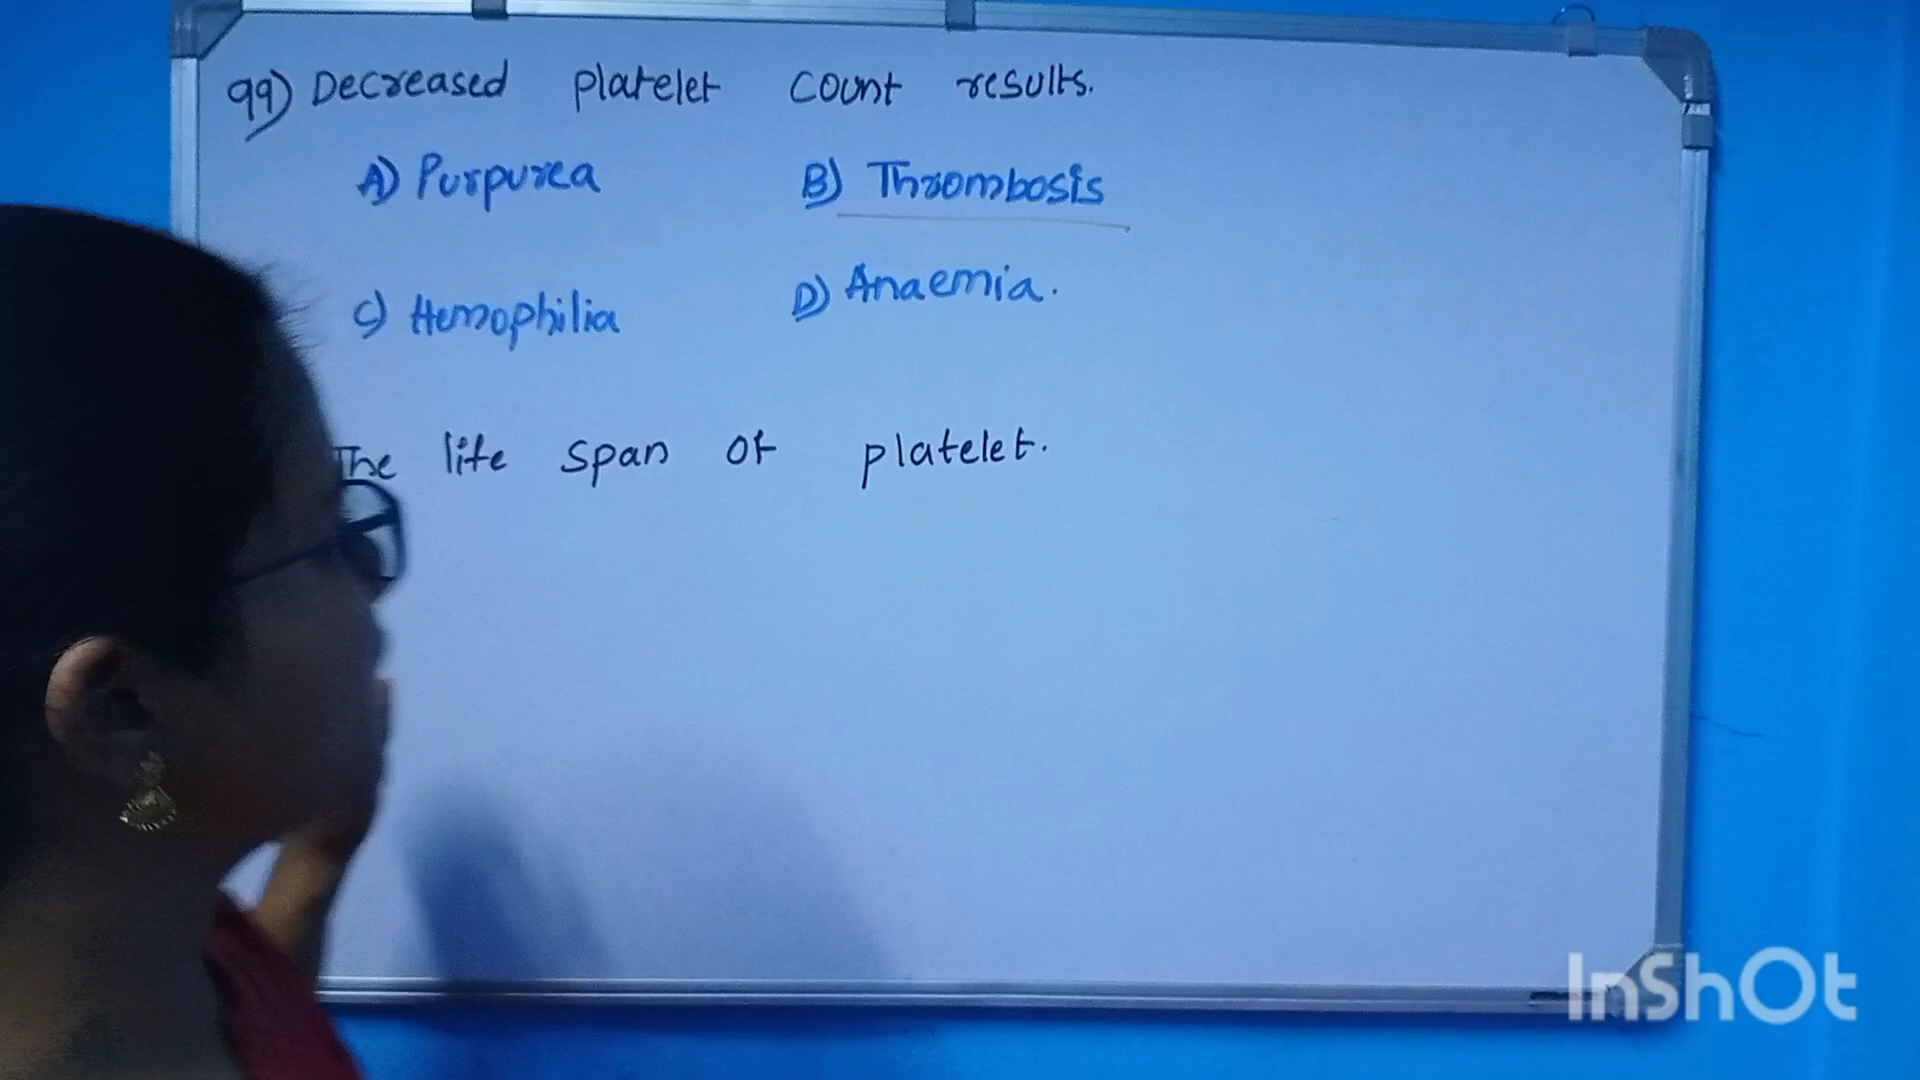 99) Decreased platelet count results.
A) Purpurea B) Thrombosis
C) Hemophilia D) Anaemia.
The life span of platelet.
InShOt